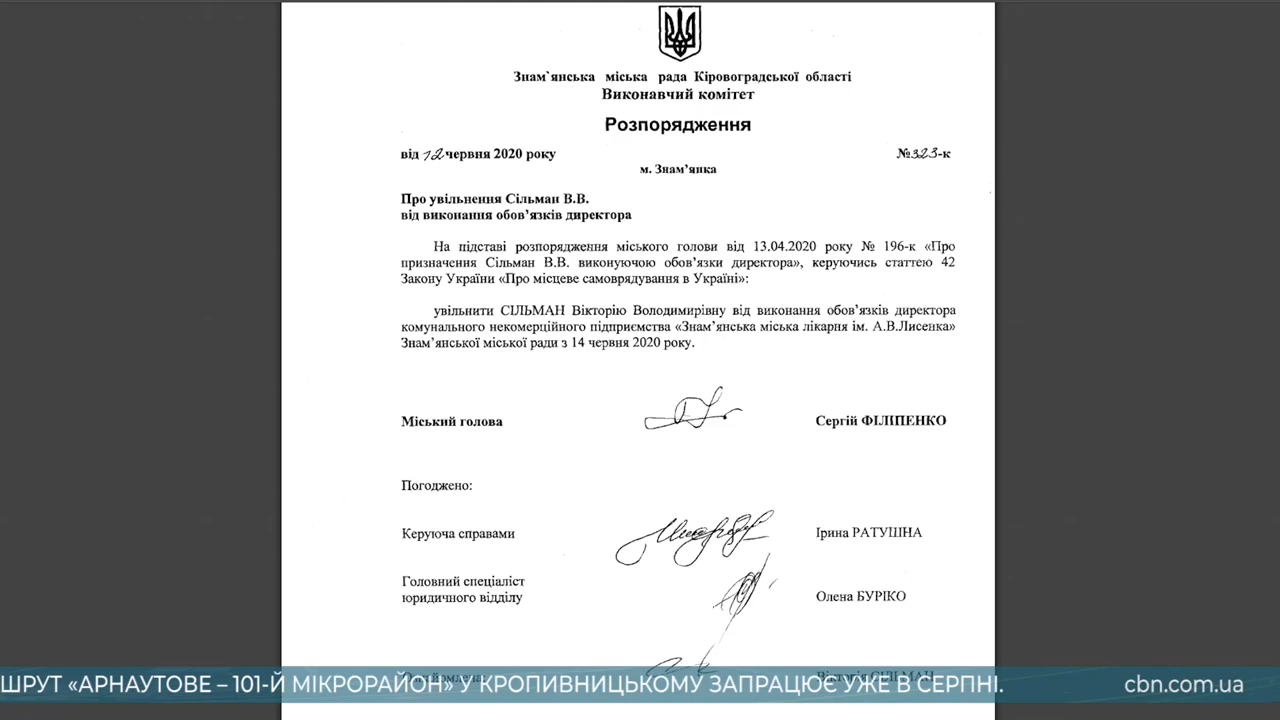 Знам`янська міська рада Кіровоградської області
Виконавчий комітет
Розпорядження
від 12 червня 2020 року №323-к
м. Знам’янка
Про увільнення Сільман В.В.
від виконання обов’язків директора
На підставі розпорядження міського голови від 13.04.2020 року № 196-к «Про
призначення Сільман В.В. виконуючою обов’язки директора», керуючись статтею 42
Закону України «Про місцеве самоврядування в Україні»:
увільнити СІЛЬМАН Вікторію Володимирівну від виконання обов’язків директора
комунального некомерційного підприємства «Знам’янська міська лікарня ім. А.В.Лисенка»
Знам’янської міської ради з 14 червня 2020 року.
Міський голова Сергій ФІЛІПЕНКО
Погоджено:
Керуюча справами Ірина РАТУШНА
Головний спеціаліст
юридичного відділу Олена БУРІКО
Вікторія СІЛЬМАН
ШРУТ «АРНАУТОВЕ – 101-Й МІКРОРАЙОН» У КРОПИВНИЦЬКОМУ ЗАПРАЦЮЄ УЖЕ В СЕРПНІ. cbn.com.ua